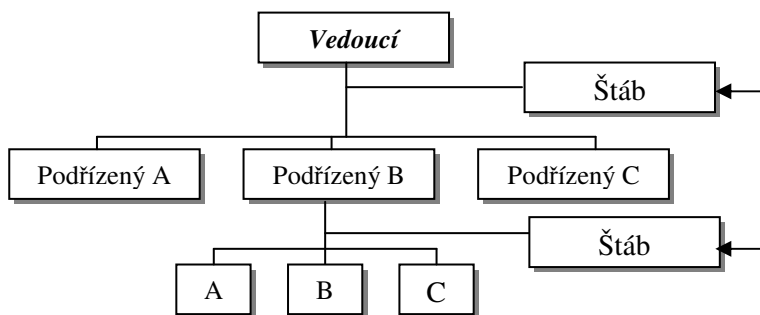 Vedoucí
Štáb
Podřízený A
Podřízený B
Podřízený C
Štáb
A
B
C